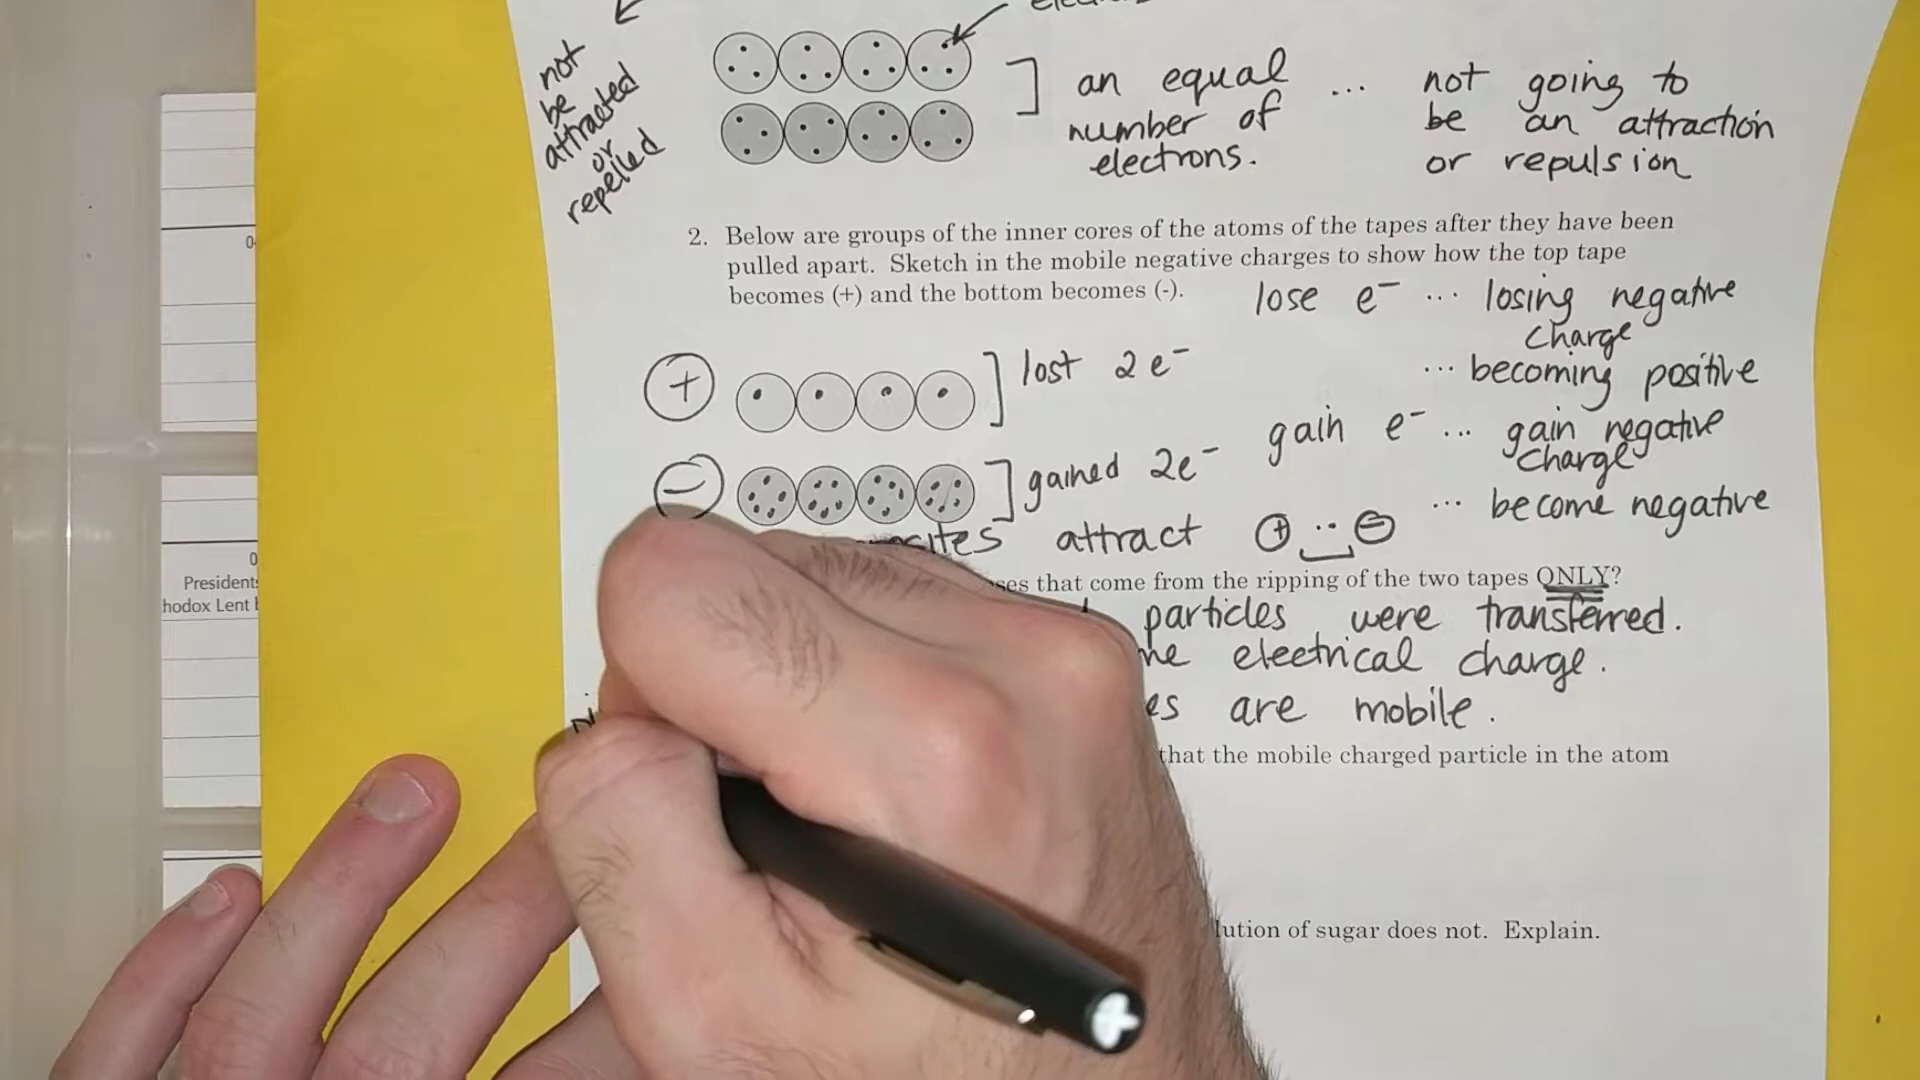 not
be
attracted
or
repelled
an equal ... not going to
number of be an attraction
electrons. or repulsion
2. Below are groups of the inner cores of the atoms of the tapes after they have been
pulled apart. Sketch in the mobile negative charges to show how the top tape
becomes (+) and the bottom becomes (-).
lose e⁻ ... losing negative
charge
+ lost 2e⁻ ... becoming positive
gain e⁻ ... gain negative
charge
- gained 2e⁻ ... become negative
attract + -
that come from the ripping of the two tapes ONLY?
particles were transferred.
electrical charge.
are mobile.
that the mobile charged particle in the atom
of sugar does not. Explain.
0
0